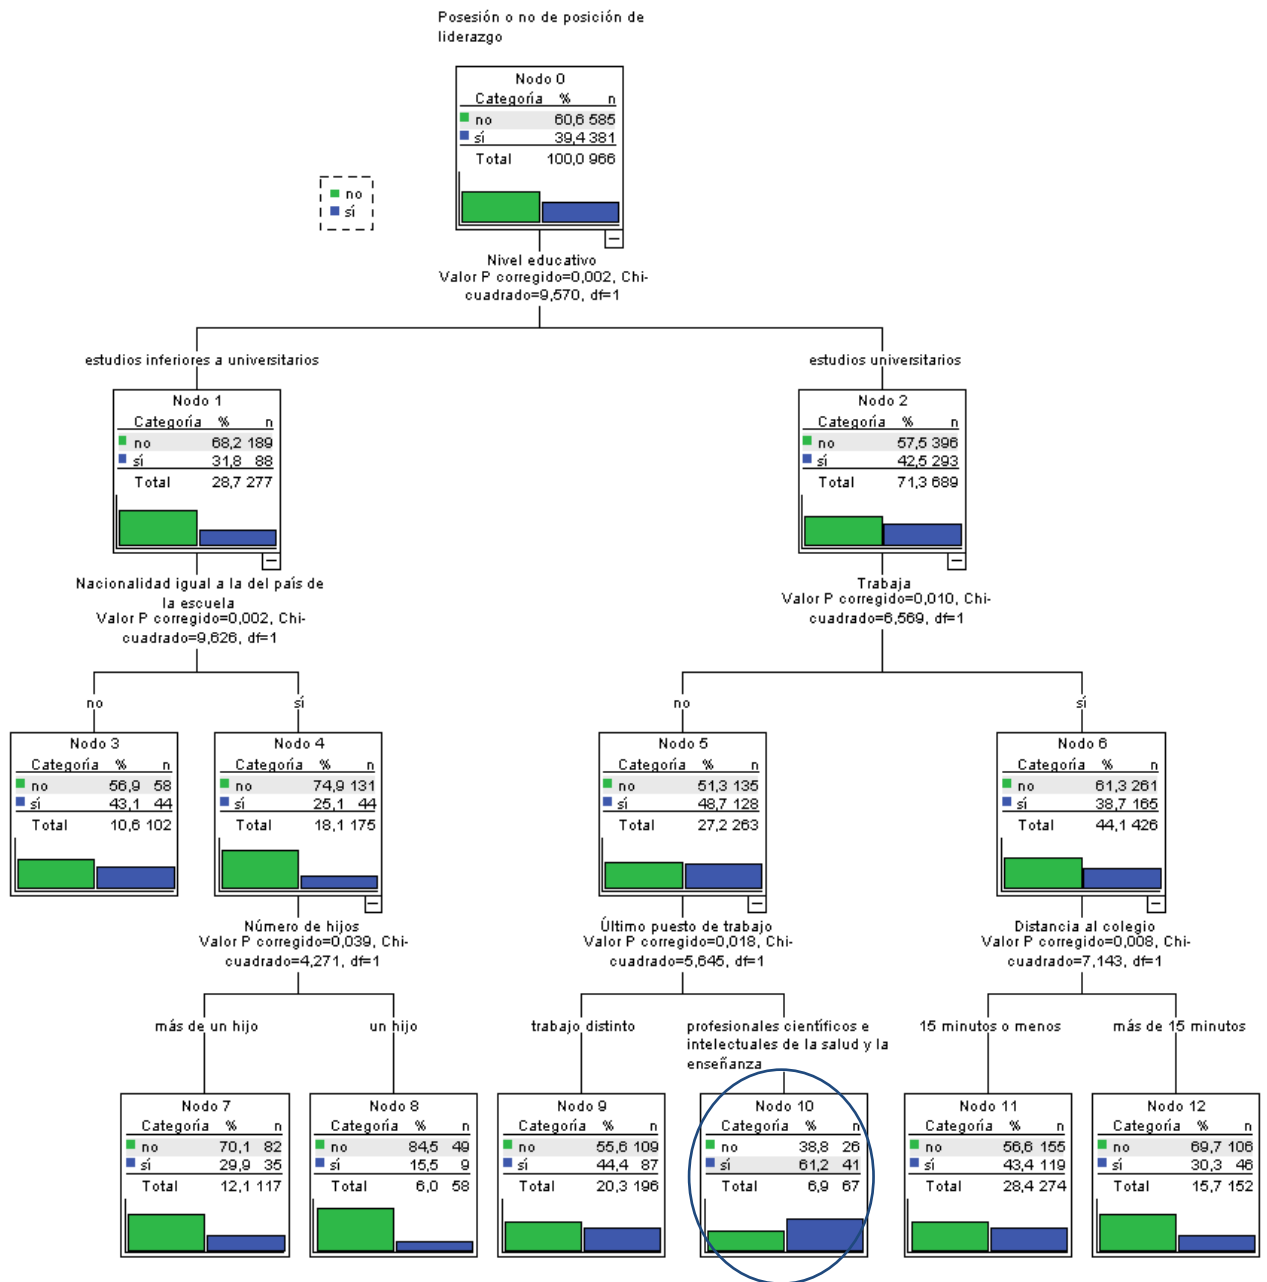 Posesión o no de posición de
liderazgo
Nodo 0
Categoría % n
no 60,6 585
sí 39,4 381
Total 100,0 966
no
sí
Nivel educativo
Valor P corregido=0,002, Chi-
cuadrado=9,570, df=1
estudios inferiores a universitarios
estudios universitarios
Nodo 1
Categoría % n
no 68,2 189
sí 31,8 88
Total 28,7 277
Nodo 2
Categoría % n
no 57,5 396
sí 42,5 293
Total 71,3 689
Nacionalidad igual a la del país de
la escuela
Valor P corregido=0,002, Chi-
cuadrado=9,626, df=1
Trabaja
Valor P corregido=0,010, Chi-
cuadrado=6,569, df=1
no
sí
no
sí
Nodo 3
Categoría % n
no 56,9 58
sí 43,1 44
Total 10,6 102
Nodo 4
Categoría % n
no 74,9 131
sí 25,1 44
Total 18,1 175
Nodo 5
Categoría % n
no 51,3 135
sí 48,7 128
Total 27,2 263
Nodo 6
Categoría % n
no 61,3 261
sí 38,7 165
Total 44,1 426
Número de hijos
Valor P corregido=0,039, Chi-
cuadrado=4,271, df=1
Último puesto de trabajo
Valor P corregido=0,018, Chi-
cuadrado=5,645, df=1
Distancia al colegio
Valor P corregido=0,008, Chi-
cuadrado=7,143, df=1
más de un hijo
un hijo
trabajo distinto
profesionales científicos e
intelectuales de la salud y la
enseñanza
15 minutos o menos
más de 15 minutos
Nodo 7
Categoría % n
no 70,1 82
sí 29,9 35
Total 12,1 117
Nodo 8
Categoría % n
no 84,5 49
sí 15,5 9
Total 6,0 58
Nodo 9
Categoría % n
no 55,6 109
sí 44,4 87
Total 20,3 196
Nodo 10
Categoría % n
no 38,8 26
sí 61,2 41
Total 6,9 67
Nodo 11
Categoría % n
no 56,6 155
sí 43,4 119
Total 28,4 274
Nodo 12
Categoría % n
no 69,7 106
sí 30,3 46
Total 15,7 152